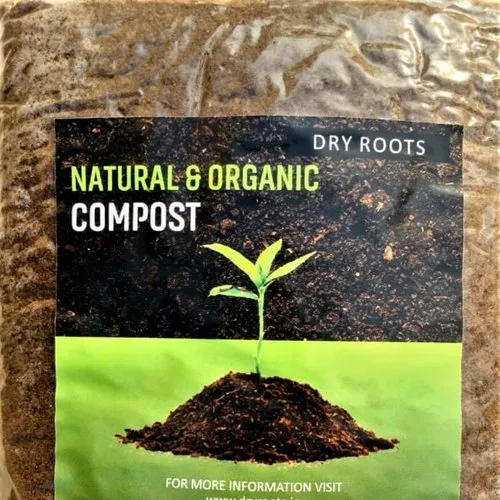 DRY ROOTS
NATURAL & ORGANIC
COMPOST
FOR MORE INFORMATION VISIT